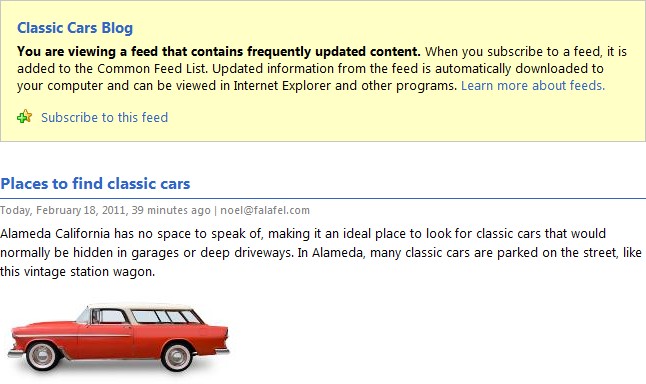 Classic Cars Blog
You are viewing a feed that contains frequently updated content. When you subscribe to a feed, it is
added to the Common Feed List. Updated information from the feed is automatically downloaded to
your computer and can be viewed in Internet Explorer and other programs. Learn more about feeds.
Subscribe to this feed
Places to find classic cars
Today, February 18, 2011, 39 minutes ago | noel@falafel.com
Alameda California has no space to speak of, making it an ideal place to look for classic cars that would
normally be hidden in garages or deep driveways. In Alameda, many classic cars are parked on the street, like
this vintage station wagon.